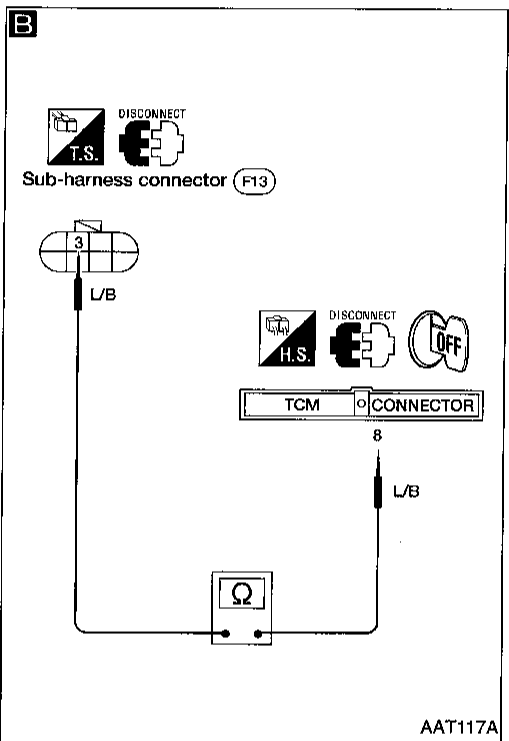 B
T.S.
DISCONNECT
Sub-harness connector F13
3
L/B
H.S.
DISCONNECT
OFF
TCM
CONNECTOR
8
L/B
Ω
AAT117A